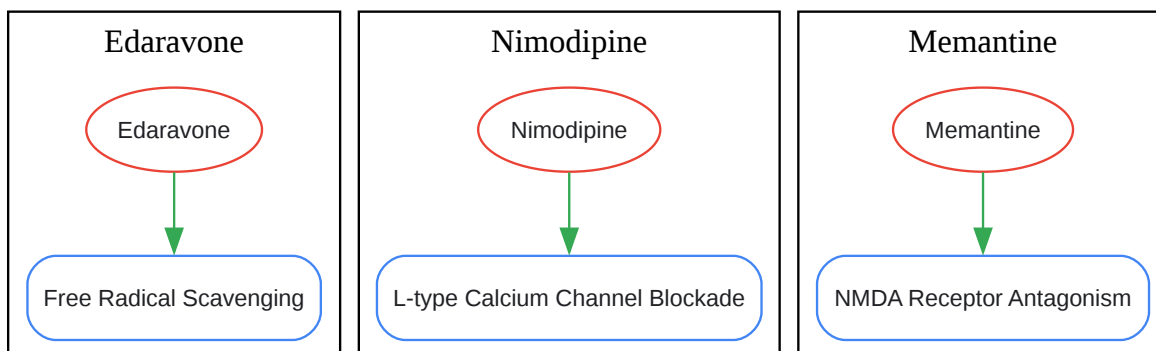 Edaravone
Nimodipine
Memantine
Edaravone
Nimodipine
Memantine
Free Radical Scavenging
L-type Calcium Channel Blockade
NMDA Receptor Antagonism